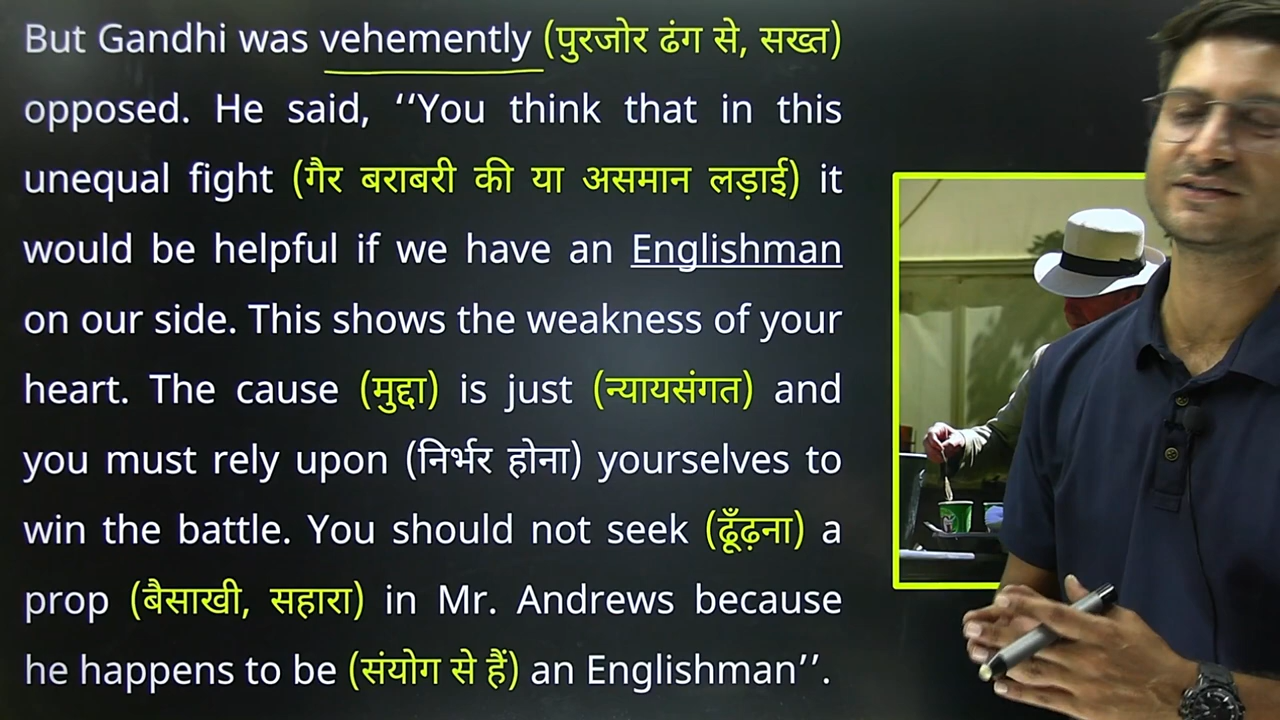 But Gandhi was vehemently (पुरजोर ढंग से, सख्त)
opposed. He said, ‘‘You think that in this
unequal fight (गैर बराबरी की या असमान लड़ाई) it
would be helpful if we have an Englishman
on our side. This shows the weakness of your
heart. The cause (मुद्दा) is just (न्यायसंगत) and
you must rely upon (निर्भर होना) yourselves to
win the battle. You should not seek (ढूँढ़ना) a
prop (बैसाखी, सहारा) in Mr. Andrews because
he happens to be (संयोग से हैं) an Englishman’’.